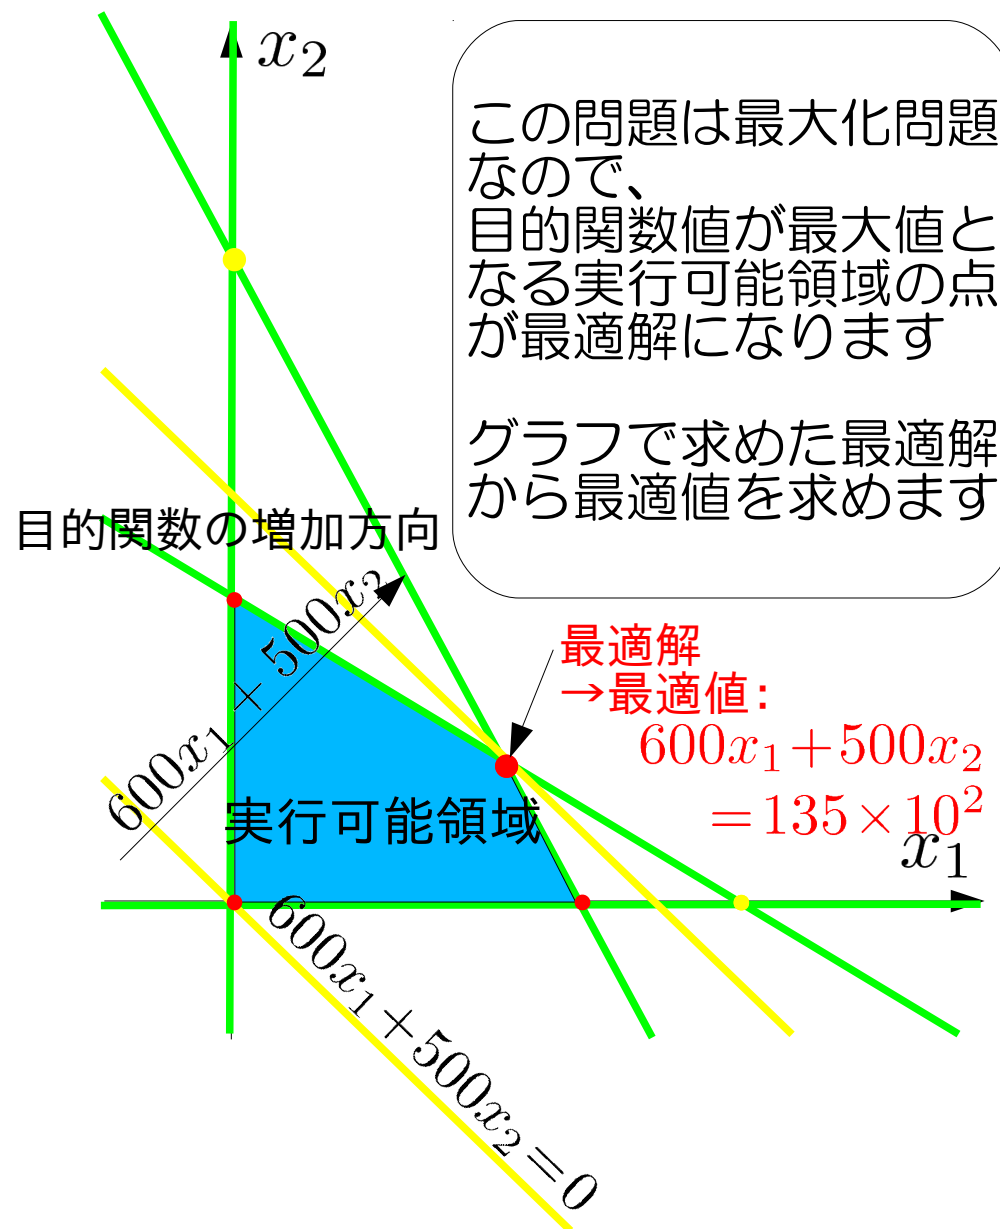 x₂
この問題は最大化問題
なので、
目的関数値が最大値と
なる実行可能領域の点
が最適解になります
グラフで求めた最適解
から最適値を求めます
目的関数の増加方向
600x₁+500x₂
最適解
→最適値:
600x₁+500x₂
=135×10²
実行可能領域
x₁
600x₁+500x₂=0